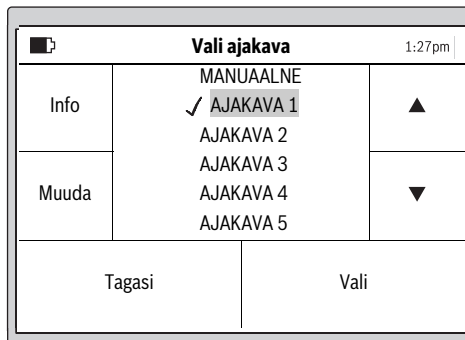 Vali ajakava 1:27pm
Info
MANUAALNE
AJAKAVA 1
AJAKAVA 2
AJAKAVA 3
AJAKAVA 4
AJAKAVA 5
Muuda
Tagasi Vali